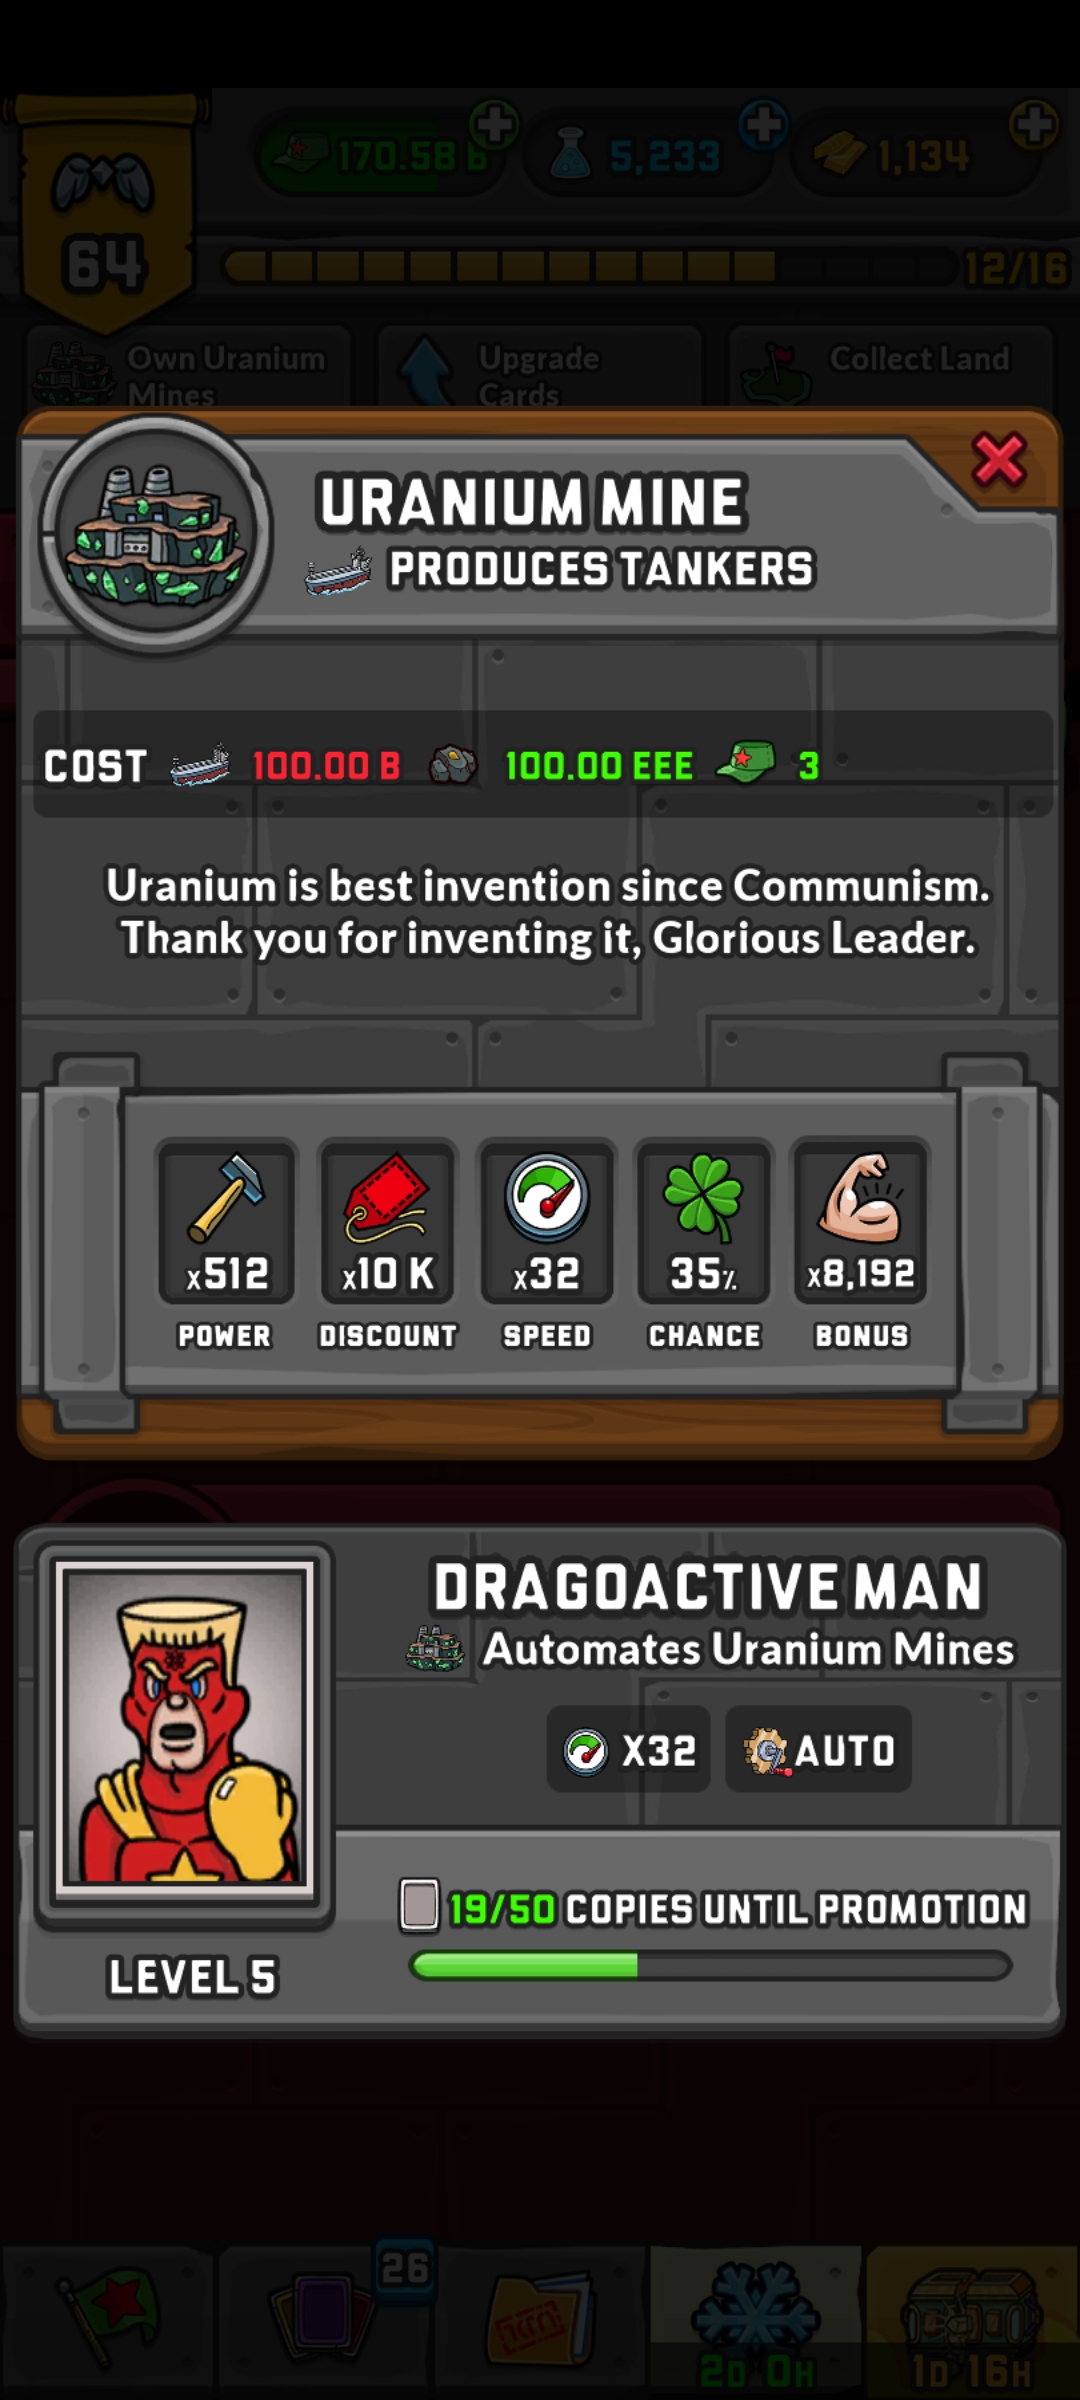 170.58 B
5,233
1,134
64
12/16
Own Uranium
Mines
Upgrade
Cards
Collect Land
URANIUM MINE
PRODUCES TANKERS
COST 100.00 B 100.00 EEE 3
Uranium is best invention since Communism.
Thank you for inventing it, Glorious Leader.
x512
x10 K
x32
35%
x8,192
POWER
DISCOUNT
SPEED
CHANCE
BONUS
DRAGOACTIVE MAN
Automates Uranium Mines
X32
AUTO
19/50 COPIES UNTIL PROMOTION
LEVEL 5
26
2D 0H
1D 16H